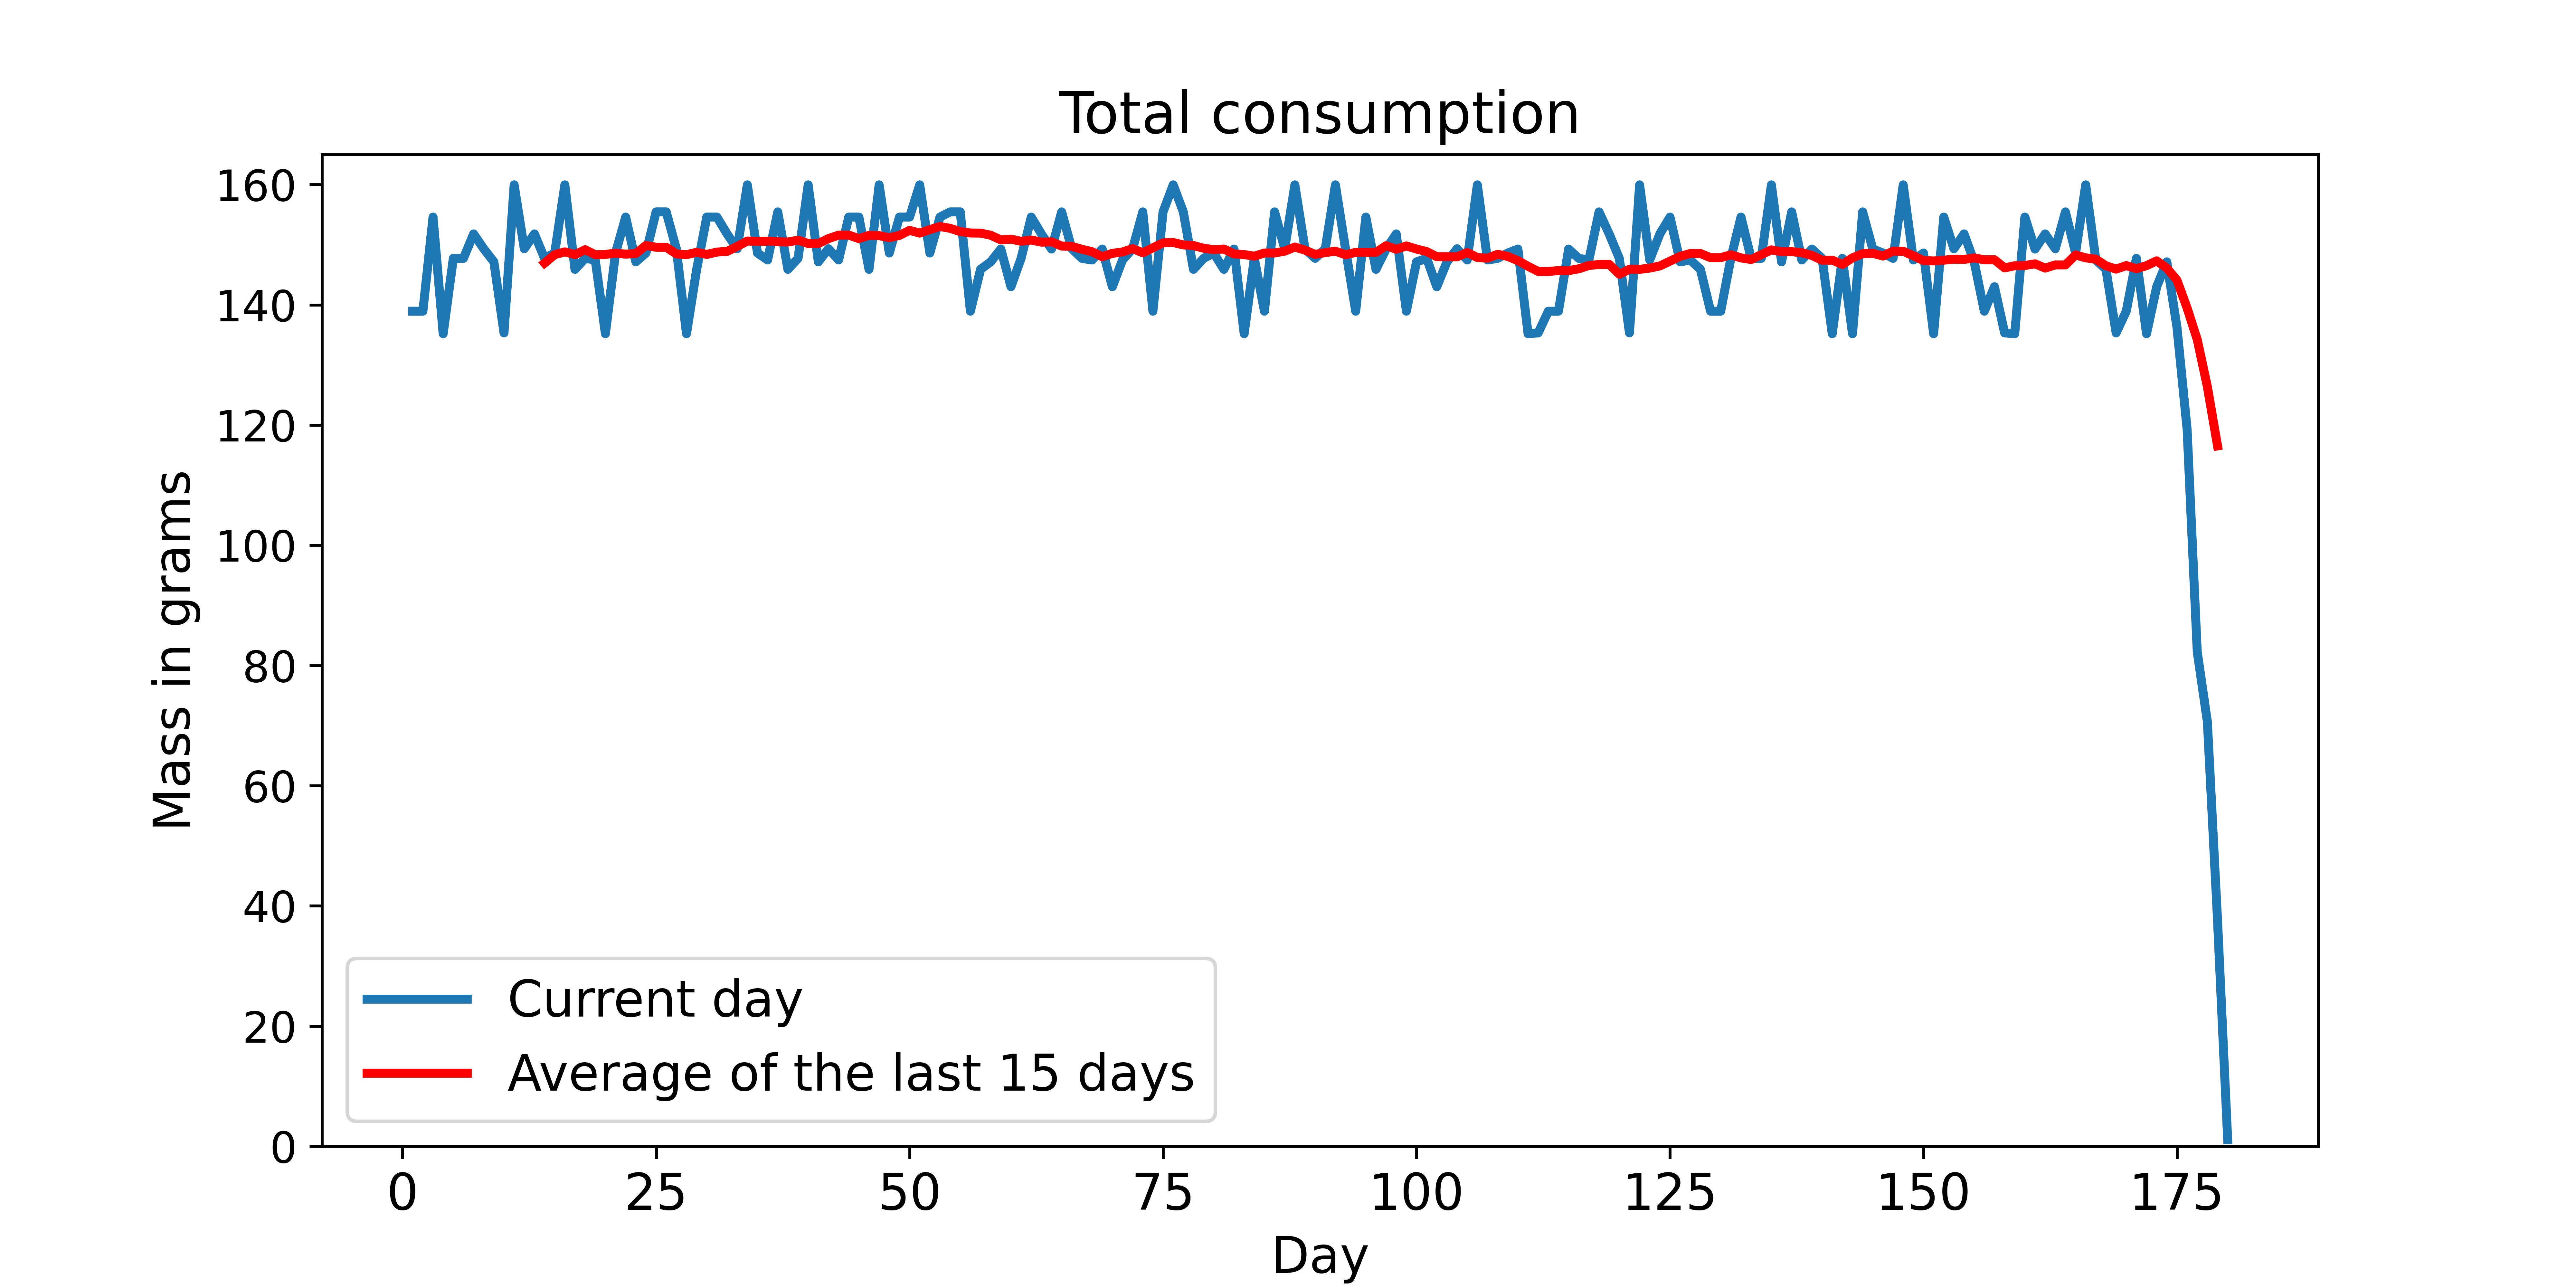 Total consumption
160
140
120
100
80
60
40
20
0
Mass in grams
Current day
Average of the last 15 days
0 25 50 75 100 125 150 175
Day